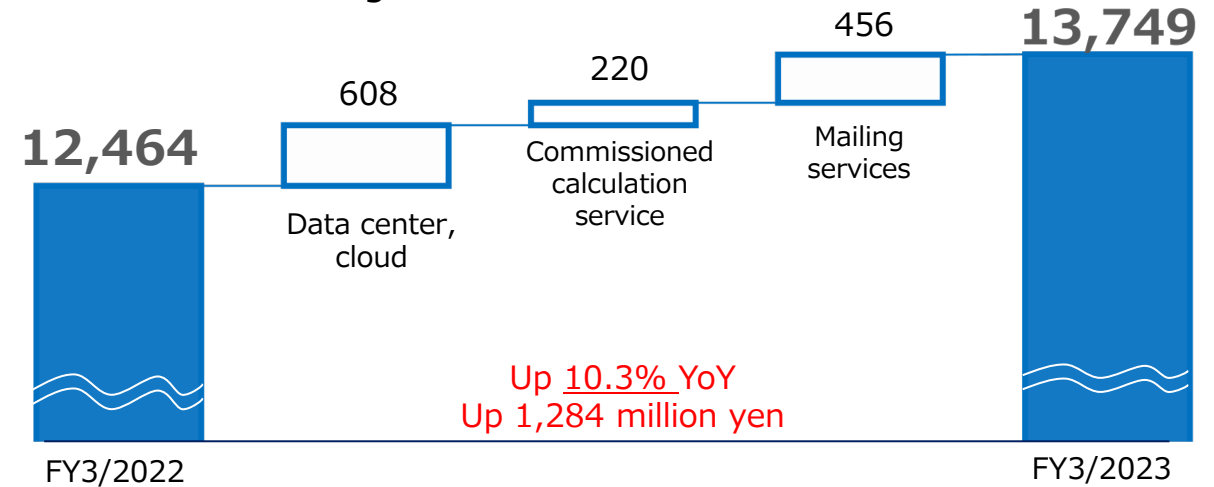 12,464
608
Data center,
cloud
220
Commissioned
calculation
service
456
Mailing
services
13,749
Up 10.3% YoY
Up 1,284 million yen
FY3/2022
FY3/2023